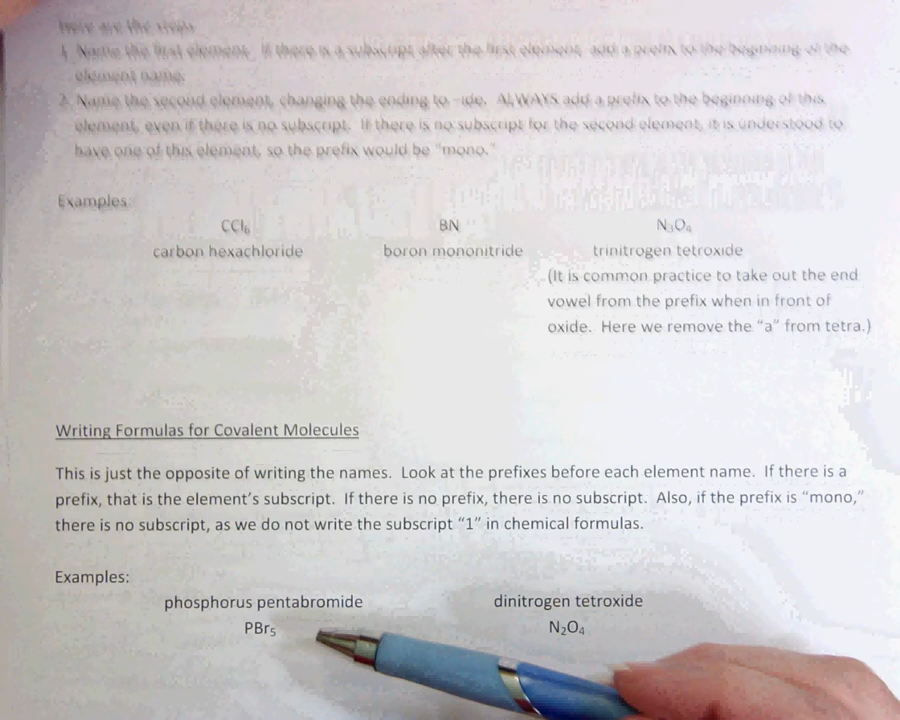 Here are the steps
1. Name the first element. If there is a subscript after the first element, add a prefix to the beginning of the
element name.
2. Name the second element, changing the ending to –ide. ALWAYS add a prefix to the beginning of this
element, even if there is no subscript. If there is no subscript for the second element, it is understood to
have one of this element, so the prefix would be "mono."
Examples:
CCl₆ BN N₃O₄
carbon hexachloride boron mononitride trinitrogen tetroxide
(It is common practice to take out the end
vowel from the prefix when in front of
oxide. Here we remove the "a" from tetra.)
Writing Formulas for Covalent Molecules
This is just the opposite of writing the names. Look at the prefixes before each element name. If there is a
prefix, that is the element's subscript. If there is no prefix, there is no subscript. Also, if the prefix is "mono,"
there is no subscript, as we do not write the subscript "1" in chemical formulas.
Examples:
phosphorus pentabromide dinitrogen tetroxide
PBr₅ N₂O₄